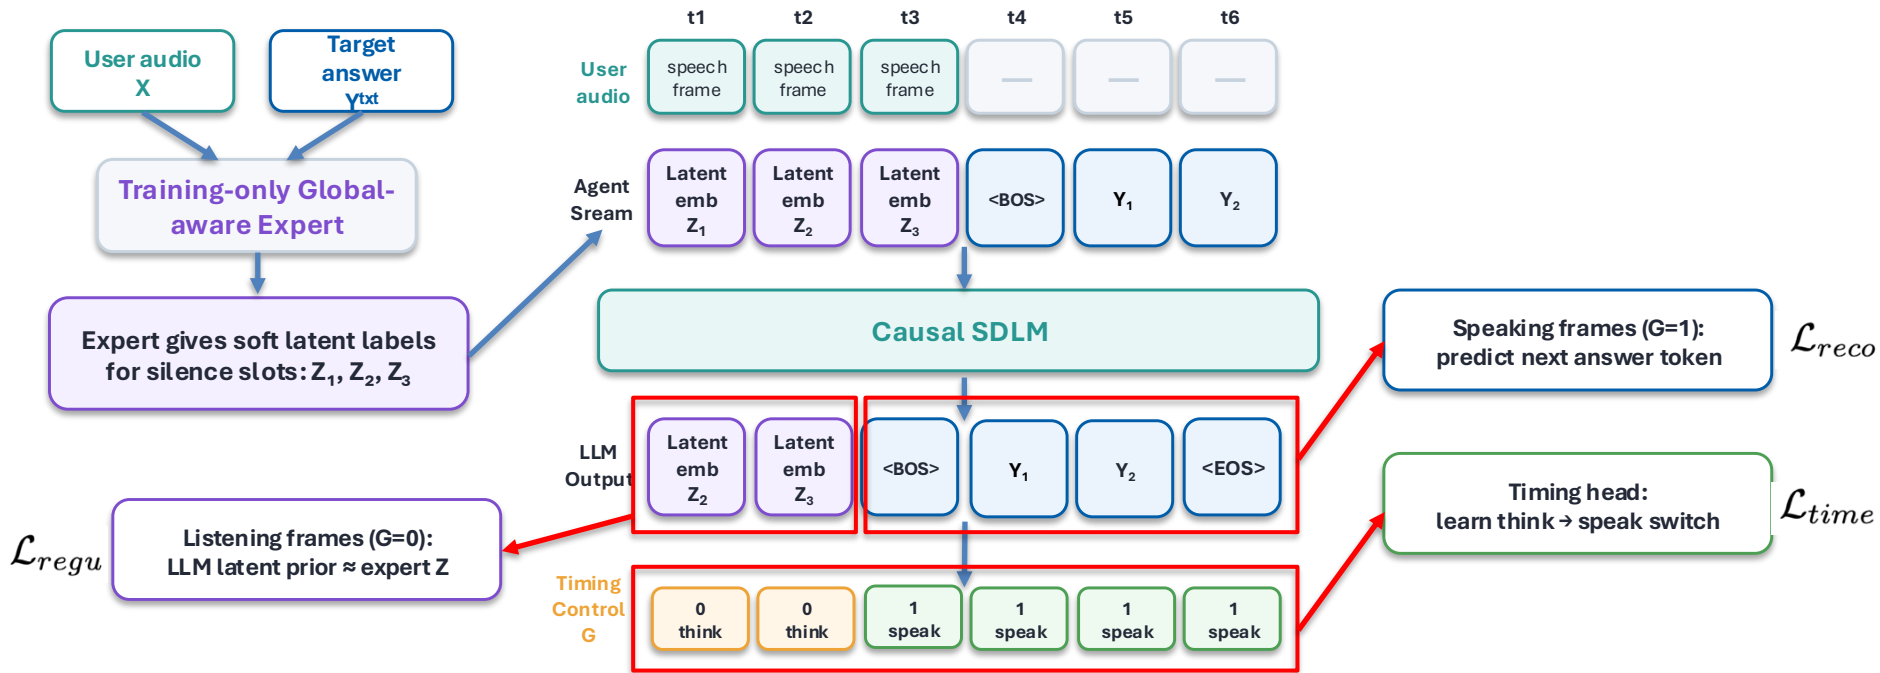 t1 t2 t3 t4 t5 t6
User audio
X
Target
answer
Yᵗˣᵗ
User
audio
speech
frame
speech
frame
speech
frame
—
—
—
Training-only Global-
aware Expert
Agent
Sream
Latent
emb
Z₁
Latent
emb
Z₂
Latent
emb
Z₃
<BOS>
Y₁
Y₂
Expert gives soft latent labels
for silence slots: Z₁, Z₂, Z₃
Causal SDLM
Speaking frames (G=1):
predict next answer token
ℒreco
LLM
Output
Latent
emb
Z₂
Latent
emb
Z₃
<BOS>
Y₁
Y₂
<EOS>
Timing head:
learn think → speak switch
ℒtime
ℒregu
Listening frames (G=0):
LLM latent prior ≈ expert Z
Timing
Control
G
0
think
0
think
1
speak
1
speak
1
speak
1
speak